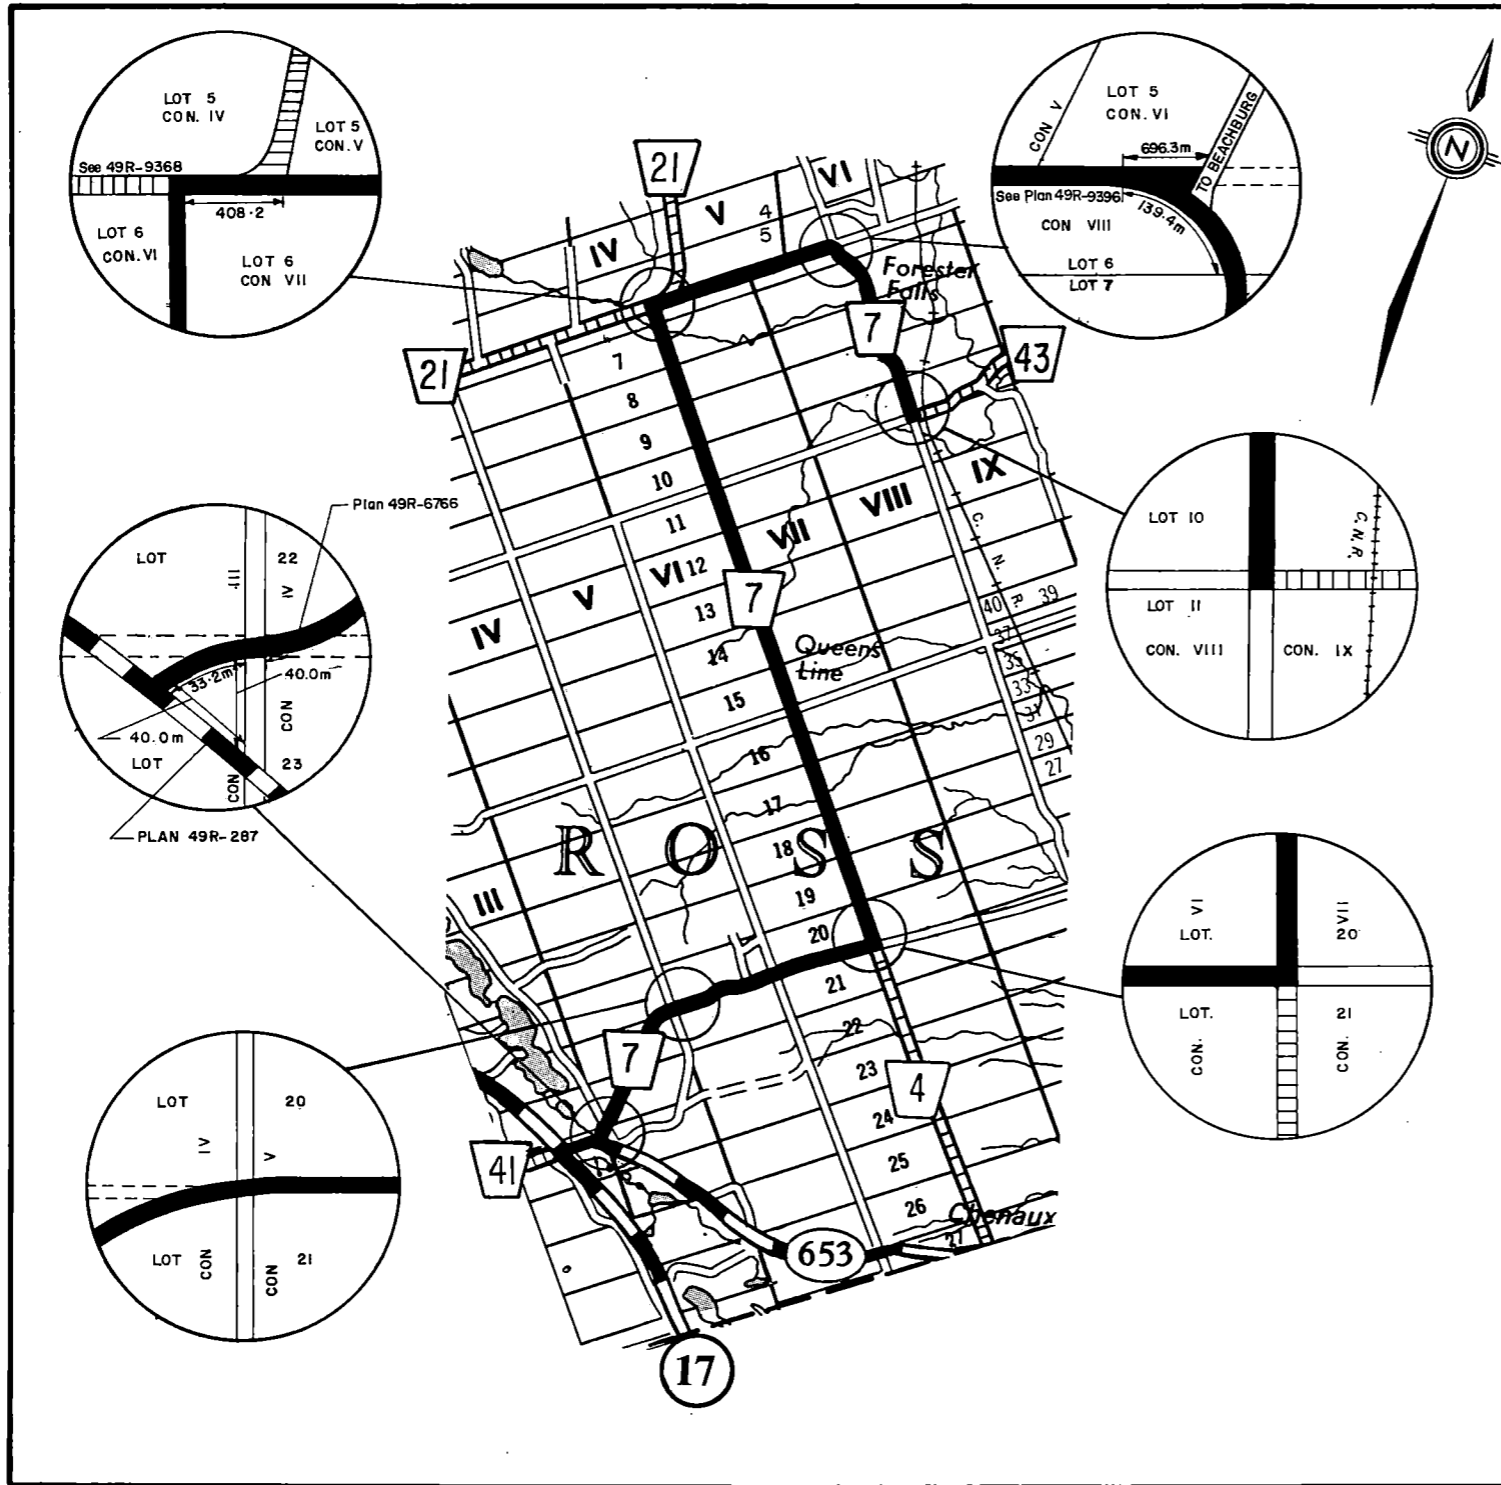 LOT 5
CON. IV
LOT 5
CON. V
See 49R-9368
408·2
LOT 6
CON. VI
LOT 6
CON VII
CON V
LOT 5
CON. VI
696.3m
TO BEACHBURG
See Plan 49R-9396
139.4m
CON VIII
LOT 6
LOT 7
N
21
IV
V
4
5
VI
Forester
Falls
7
43
21
7
8
9
10
11
VI 12
13
14
15
16
17
18
19
20
21
22
23
24
25
26
27
IX
VIII
VII
V
IV
III
7
Queens
Line
C. N. R.
40
39
37
35
33
31
29
27
R O S S
7
4
41
Chenaux
653
17
Plan 49R-6766
LOT
III
22
IV
33·2m
40.0m
40.0m
LOT
CON
CON
23
PLAN 49R-287
LOT 10
C.N.R.
LOT 11
CON. VIII
CON. IX
VI
LOT.
VII
20
LOT.
CON.
21
CON.
LOT
IV
V
20
LOT
CON
CON
21